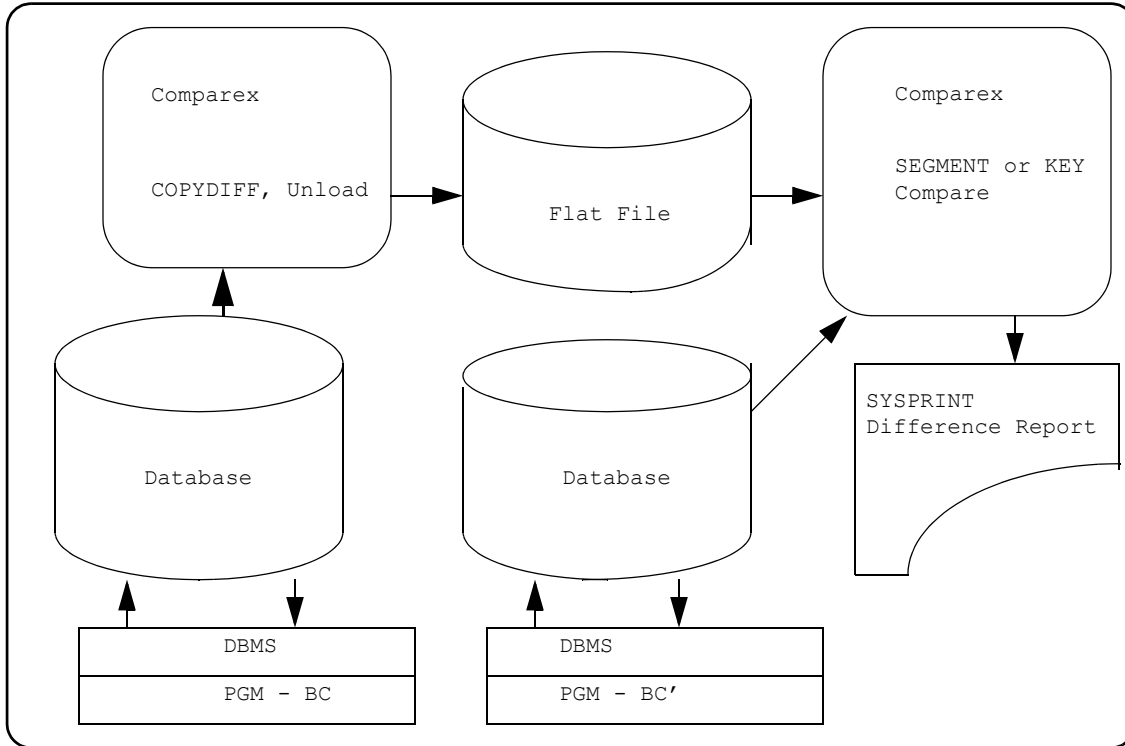 Comparex
COPYDIFF, Unload
Flat File
Comparex
SEGMENT or KEY
Compare
Database
Database
SYSPRINT
Difference Report
DBMS
PGM - BC
DBMS
PGM - BC’